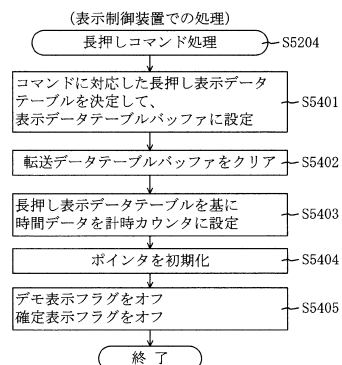 (表示制御装置での処理)
長押しコマンド処理
S5204
コマンドに対応した長押し表示データ
テーブルを決定して、
表示データテーブルバッファに設定
S5401
転送データテーブルバッファをクリア
S5402
長押し表示データテーブルを基に
時間データを計時カウンタに設定
S5403
ポインタを初期化
S5404
デモ表示フラグをオフ
確定表示フラグをオフ
S5405
終 了